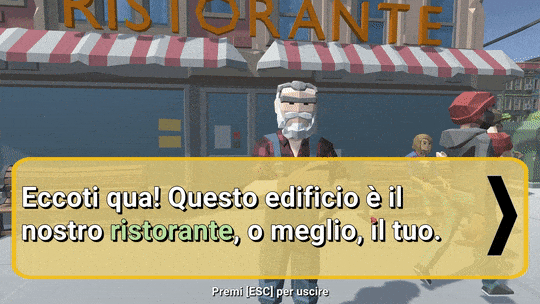 RISTORANTE
Eccoti qua! Questo edificio è il
nostro ristorante, o meglio, il tuo.
Premi [ESC] per uscire